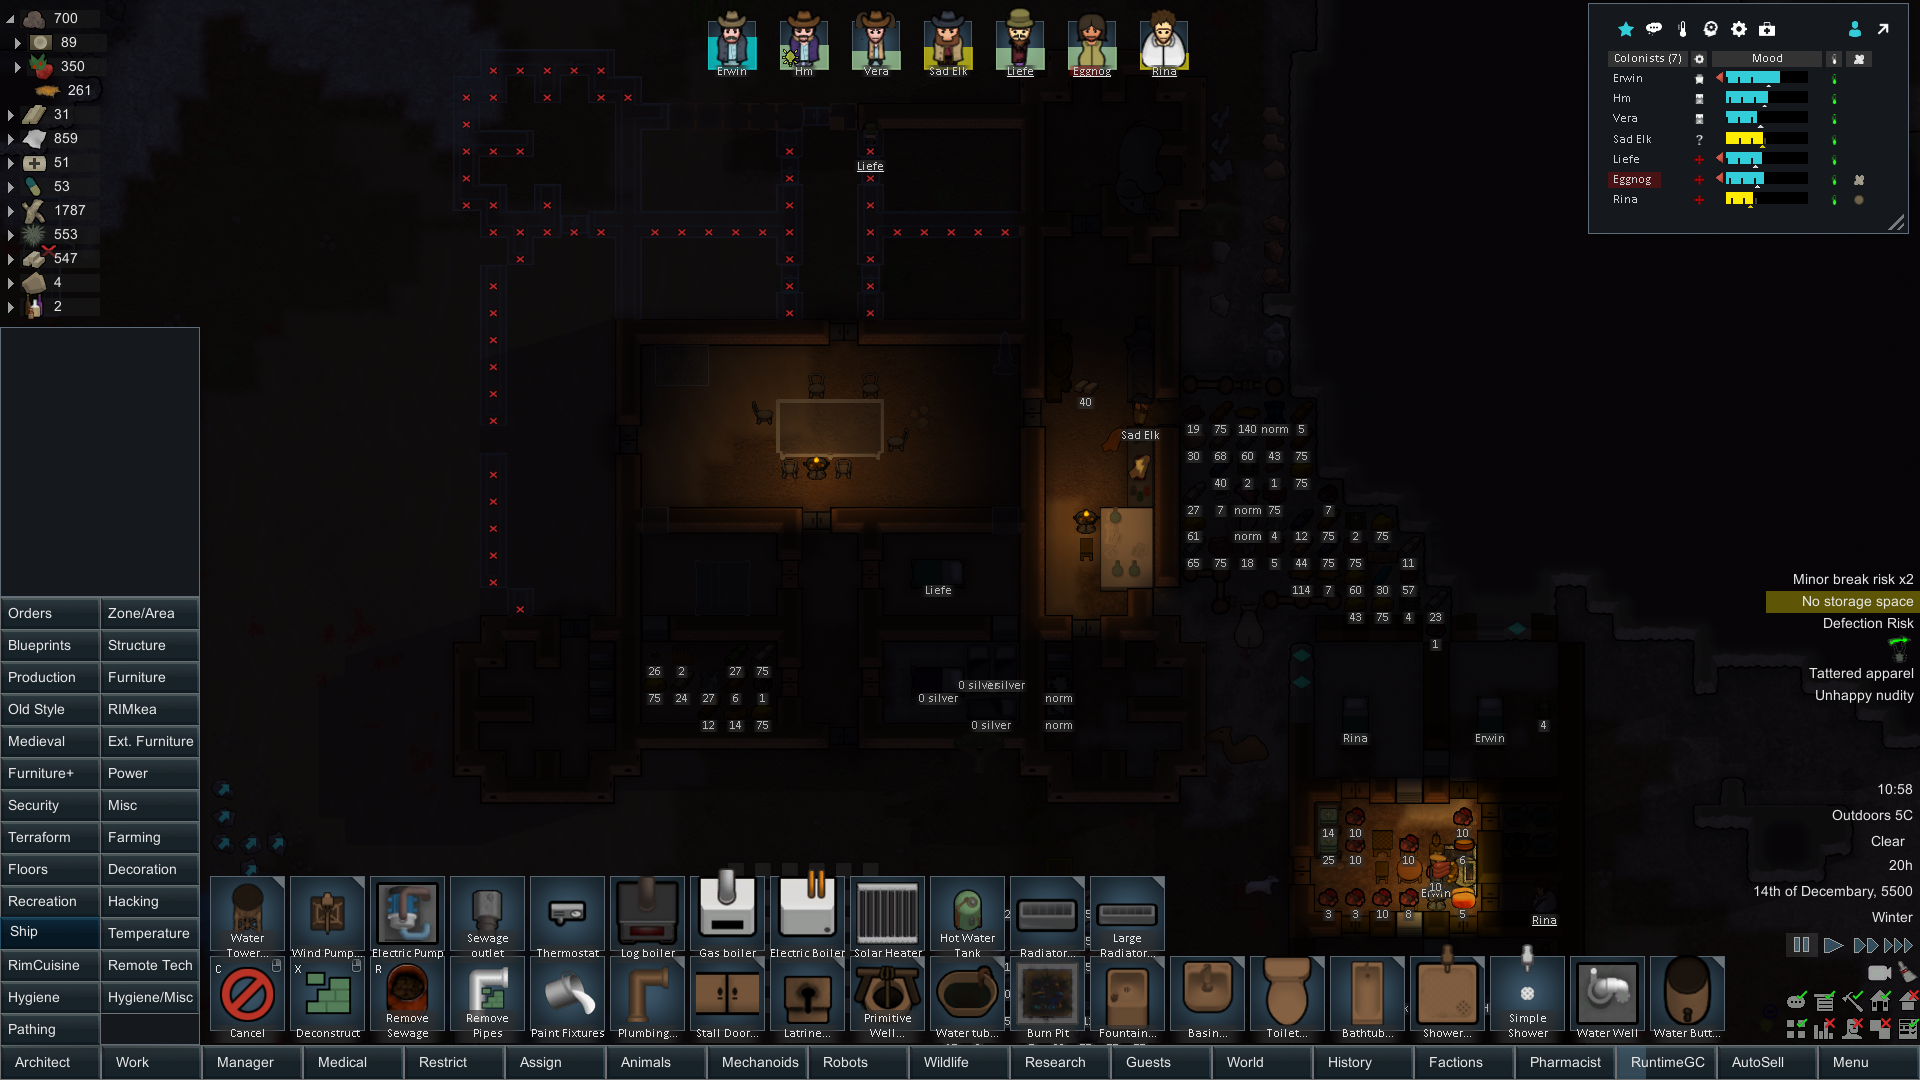 700
89
350
261
31
859
51
53
1787
553
547
4
2
Erwin
Hm
Vera
Sad Elk
Liefe
Eggnog
Rina
Colonists (7)
Mood
Erwin
Hm
Vera
Sad Elk
?
Liefe
Eggnog
Rina
Liefe
40
Sad Elk
19 75 140 norm 5
30 68 60 43 75
40 2 1 75
27 7 norm 75 7
61 norm 4 12 75 2 75
65 75 18 5 44 75 75 11
114 7 60 30 57
43 75 4 23
1
Liefe
26 2 27 75
75 24 27 6 1
12 14 75
0 silver
0 silver
norm
0 silver
norm
Rina
Erwin
4
14 10 10
25 10 10 6
10
Erwin
3 3 10 8 5
Rina
Minor break risk x2
No storage space
Defection Risk
Tattered apparel
Unhappy nudity
10:58
Outdoors 5C
Clear
20h
14th of Decembary, 5500
Winter
Orders
Zone/Area
Blueprints
Structure
Production
Furniture
Old Style
RIMkea
Medieval
Ext. Furniture
Furniture+
Power
Security
Misc
Terraform
Farming
Floors
Decoration
Recreation
Hacking
Ship
Temperature
RimCuisine
Remote Tech
Hygiene
Hygiene/Misc
Pathing
Water Tower...
Wind Pump...
Electric Pump
Sewage outlet
Thermostat
Log boiler
Gas boiler
Electric Boiler
Solar Heater
Hot Water Tank
Radiator...
Large Radiator...
C
Cancel
X
Deconstruct
R
Remove Sewage
Remove Pipes
Paint Fixtures
Plumbing...
Stall Door...
Latrine...
Primitive Well...
Water tub...
Burn Pit
Fountain...
Basin...
Toilet...
Bathtub...
Shower...
Simple Shower
Water Well
Water Butt...
Architect
Work
Manager
Medical
Restrict
Assign
Animals
Mechanoids
Robots
Wildlife
Research
Guests
World
History
Factions
Pharmacist
RuntimeGC
AutoSell
Menu